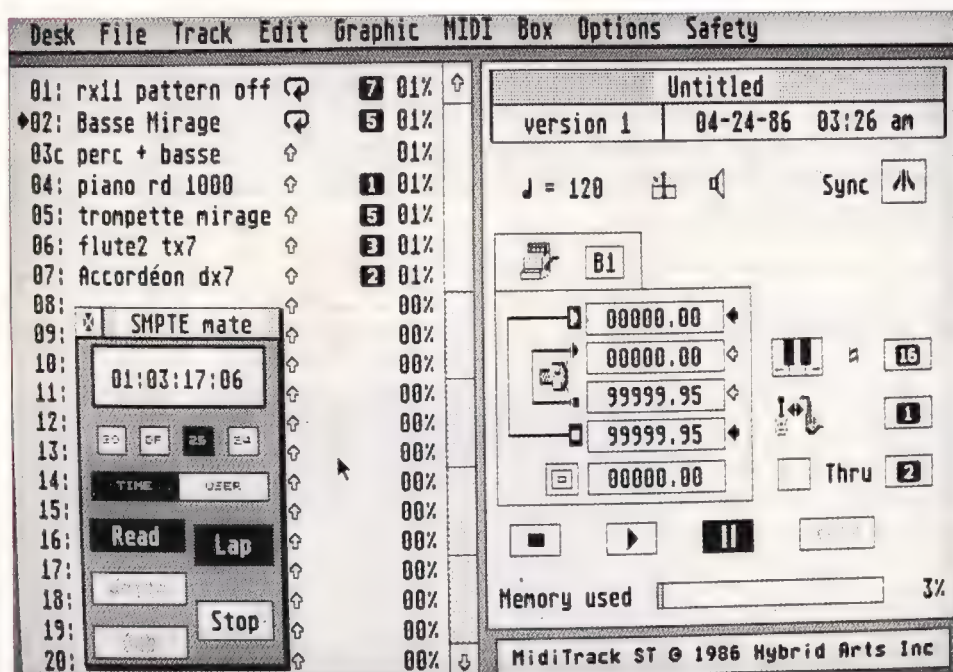 Desk File Track Edit Graphic MIDI Box Options Safety
01: rx11 pattern off 7 01%
02: Basse Mirage 5 01%
03c perc + basse 01%
04: piano rd 1000 1 01%
05: trompette mirage 5 01%
06: flute2 tx7 3 01%
07: Accordéon dx7 2 01%
08: 00%
09: 00%
10: 00%
11: 00%
12: 00%
13: 00%
14: 00%
15: 00%
16: 00%
17: 00%
18: 00%
19: 00%
20: 00%
SMPTE mate
01:03:17:06
30 DF 25 24
TIME USER
Read Lap
Stop
Untitled
version 1 04-24-86 03:26 am
♩ = 120 Sync
B1
00000.00
00000.00
99999.95
99999.95
00000.00
16
1
Thru 2
Memory used 3%
MidiTrack ST © 1986 Hybrid Arts Inc